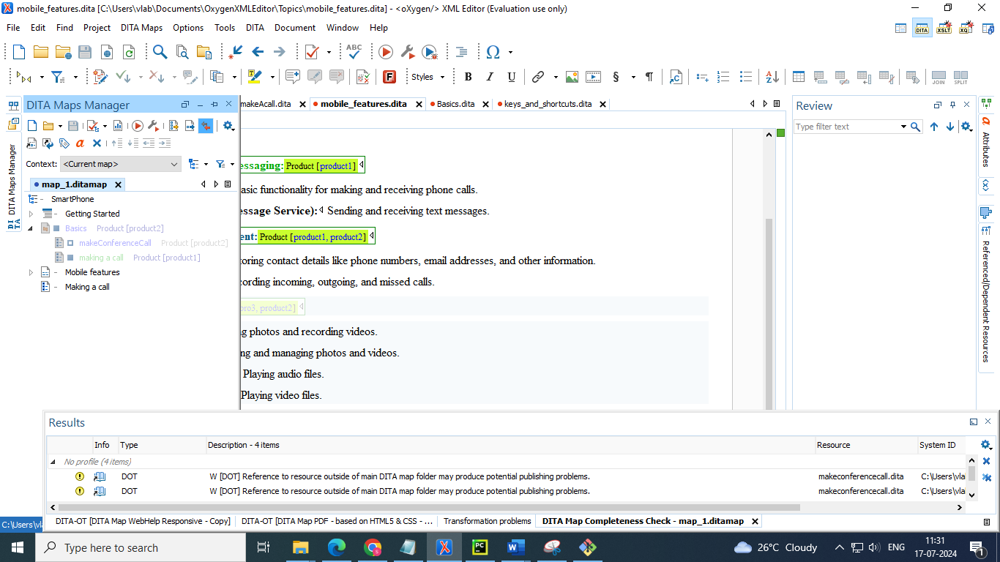 mobile_features.dita [C:\Users\vlab\Documents\OxygenXMLEditor\Topics\mobile_features.dita] - <oXygen/> XML Editor (Evaluation use only)
File Edit Find Project DITA Maps Options Tools DITA Document Window Help
DITA XSLT XQ
ABC
Styles B I U § ¶ JOIN SPLIT
DITA Maps Manager
makeAcall.dita mobile_features.dita Basics.dita keys_and_shortcuts.dita
Review
Type filter text
Context: <Current map>
map_1.ditamap
SmartPhone
Getting Started
Basics Product [product2]
makeConferenceCall Product [product2]
making a call Product [product1]
Mobile features
Making a call
DITA Maps Manager
essaging: Product [product1]
asic functionality for making and receiving phone calls.
essage Service): Sending and receiving text messages.
ent: Product [product1, product2]
toring contact details like phone numbers, email addresses, and other information.
cording incoming, outgoing, and missed calls.
pro3, product2]
ng photos and recording videos.
ng and managing photos and videos.
Playing audio files.
Playing video files.
Attributes
Referenced/Dependent Resources
Results
Info Type Description - 4 items Resource System ID
No profile (4 items)
DOT W [DOT] Reference to resource outside of main DITA map folder may produce potential publishing problems. makeconferencecall.dita C:\Users\vla
DOT W [DOT] Reference to resource outside of main DITA map folder may produce potential publishing problems. makeconferencecall.dita C:\Users\vla
C:\Users\vla
DITA-OT [DITA Map WebHelp Responsive - Copy] DITA-OT [DITA Map PDF - based on HTML5 & CSS - ... Transformation problems DITA Map Completeness Check - map_1.ditamap
Type here to search
26°C Cloudy ENG 11:31
17-07-2024
1